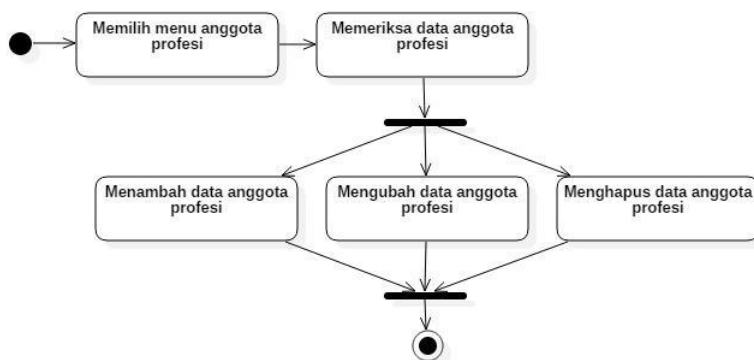 Memilih menu anggota
profesi
Memeriksa data anggota
profesi
Menambah data anggota
profesi
Mengubah data anggota
profesi
Menghapus data anggota
profesi